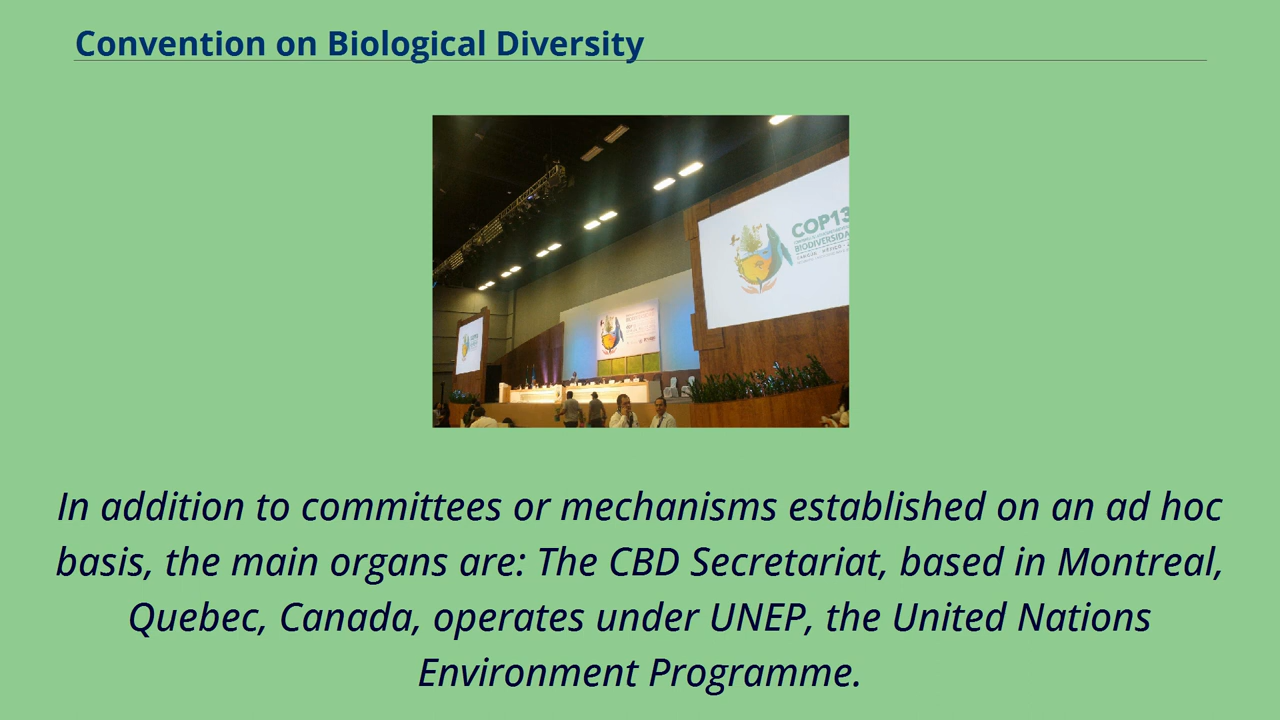 Convention on Biological Diversity
COP13
BIODIVERSIDA
In addition to committees or mechanisms established on an ad hoc
basis, the main organs are: The CBD Secretariat, based in Montreal,
Quebec, Canada, operates under UNEP, the United Nations
Environment Programme.